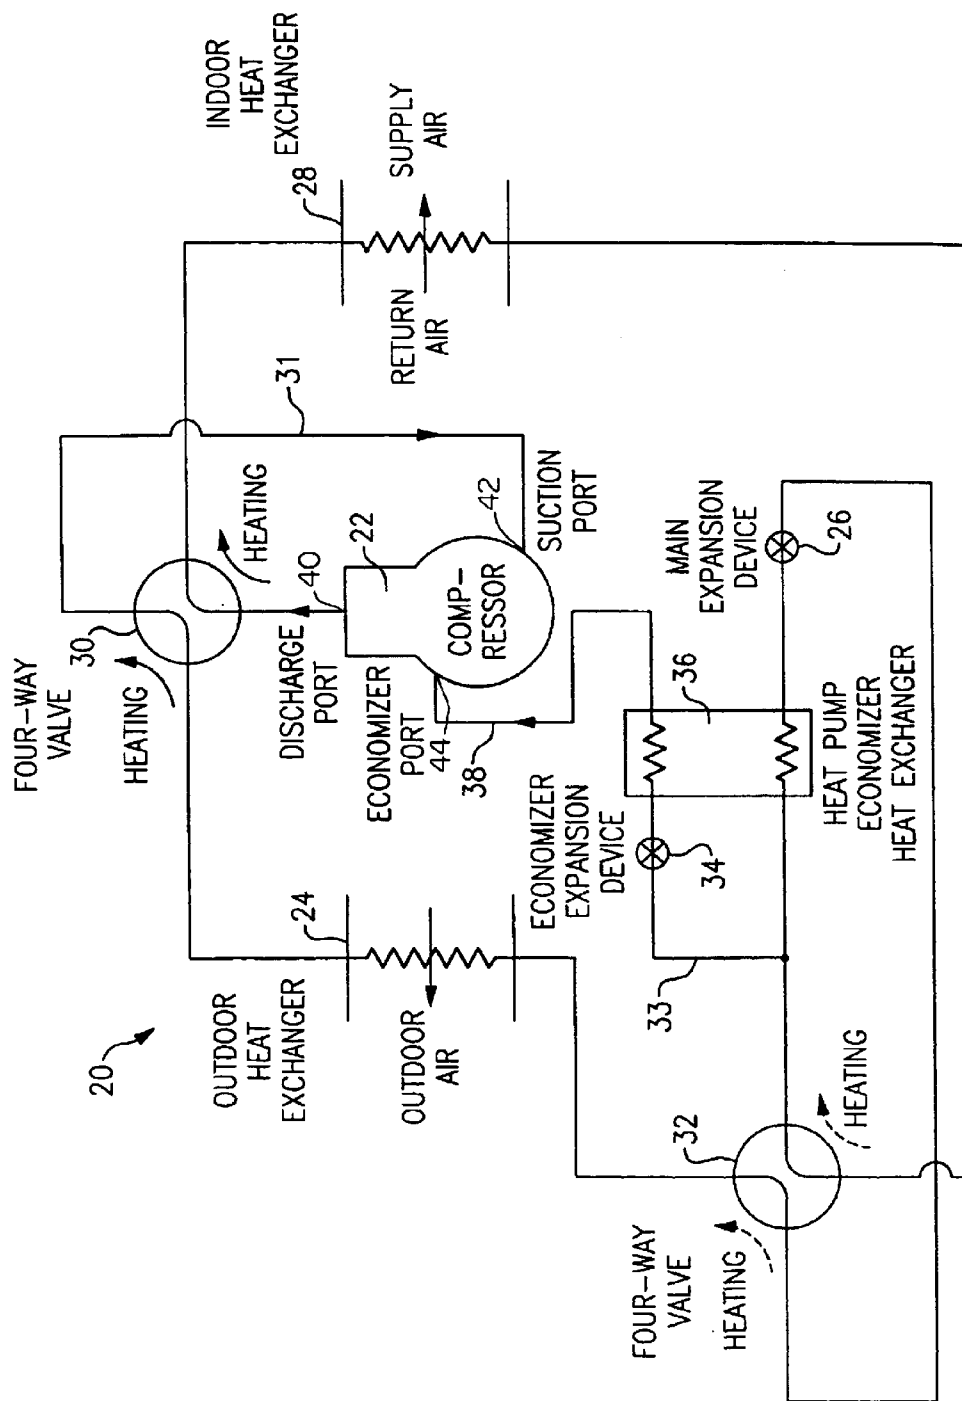 20
OUTDOOR
HEAT
EXCHANGER
24
OUTDOOR
AIR
FOUR-WAY
VALVE
30
HEATING
HEATING
31
INDOOR
HEAT
EXCHANGER
28
RETURN
AIR
SUPPLY
AIR
DISCHARGE
PORT
40
22
COMP-
RESSOR
ECONOMIZER
PORT
44
38
42
SUCTION
PORT
ECONOMIZER
EXPANSION
DEVICE
34
33
36
HEAT PUMP
ECONOMIZER
HEAT EXCHANGER
MAIN
EXPANSION
DEVICE
26
FOUR-WAY
VALVE
32
HEATING
HEATING